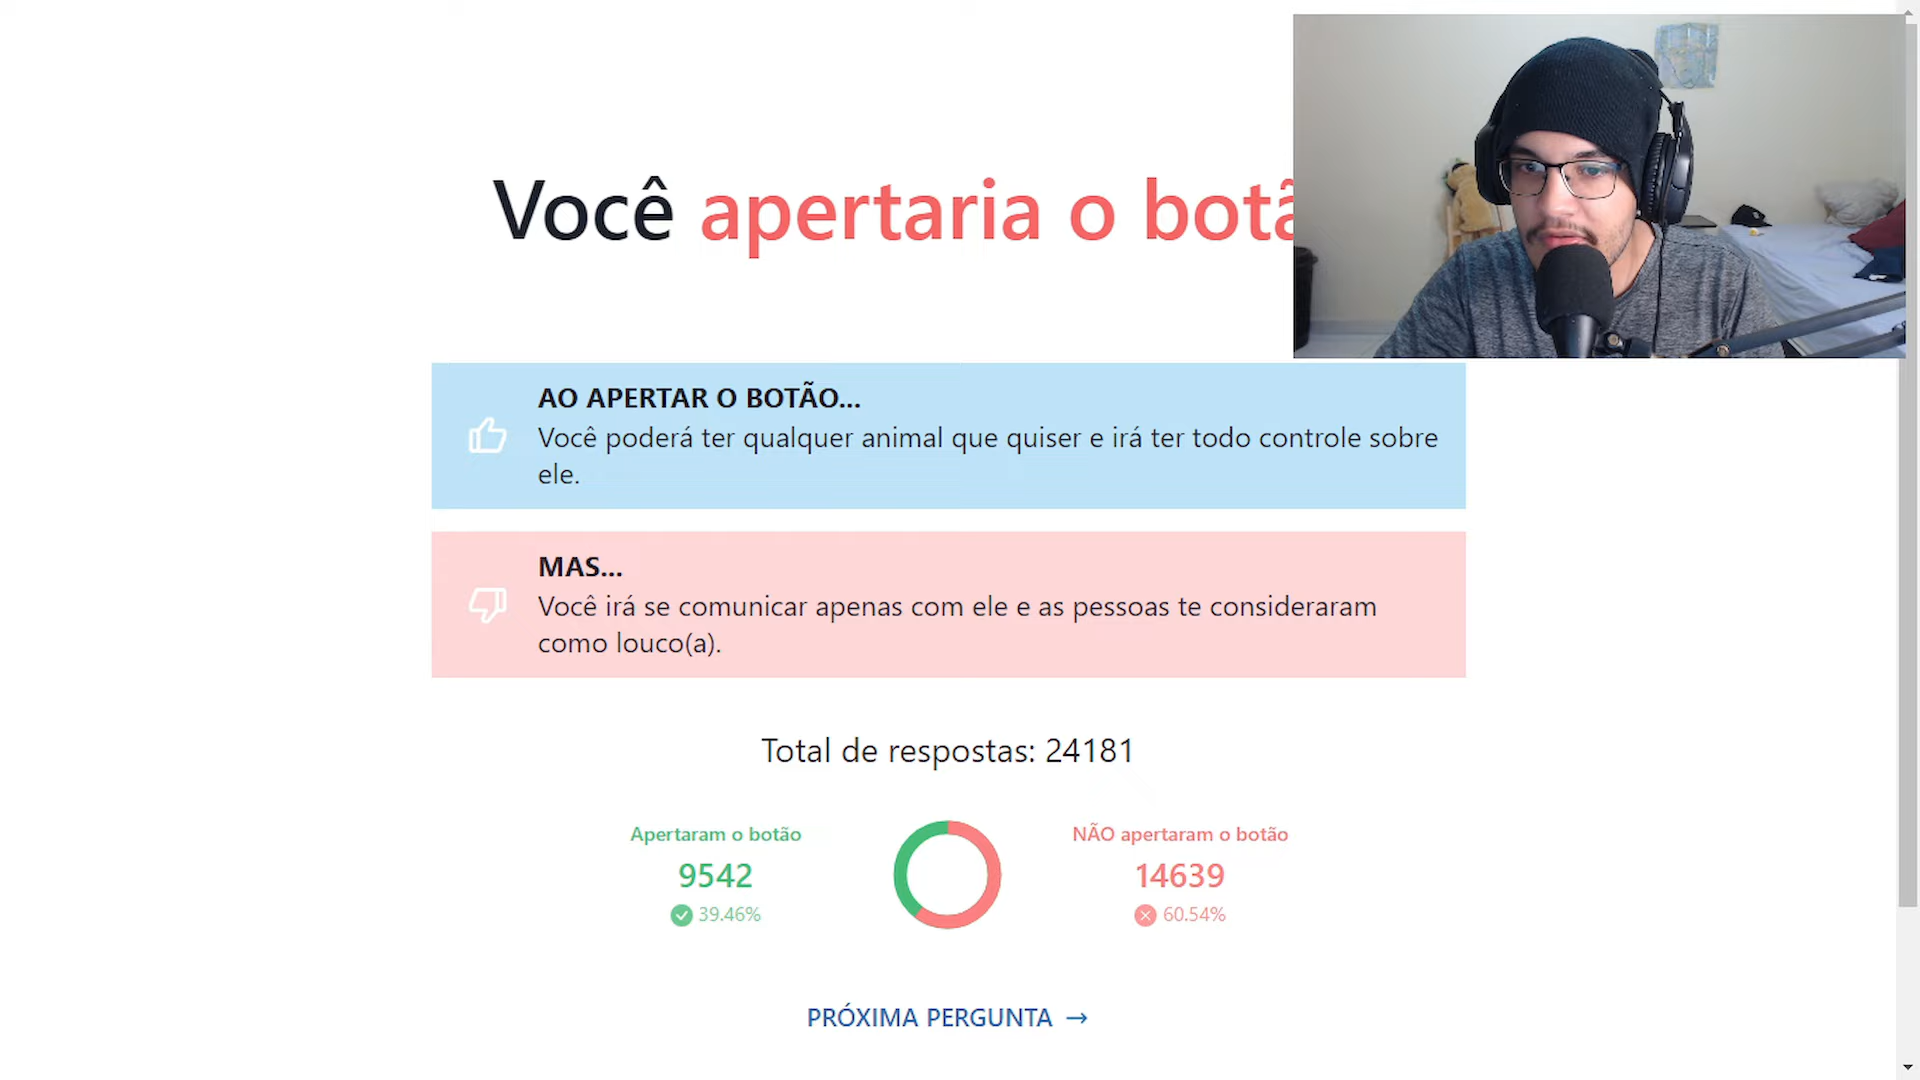 Você apertaria o botã
AO APERTAR O BOTÃO...
Você poderá ter qualquer animal que quiser e irá ter todo controle sobre
ele.
MAS...
Você irá se comunicar apenas com ele e as pessoas te consideraram
como louco(a).
Total de respostas: 24181
Apertaram o botão
9542
39.46%
NÃO apertaram o botão
14639
60.54%
PRÓXIMA PERGUNTA →